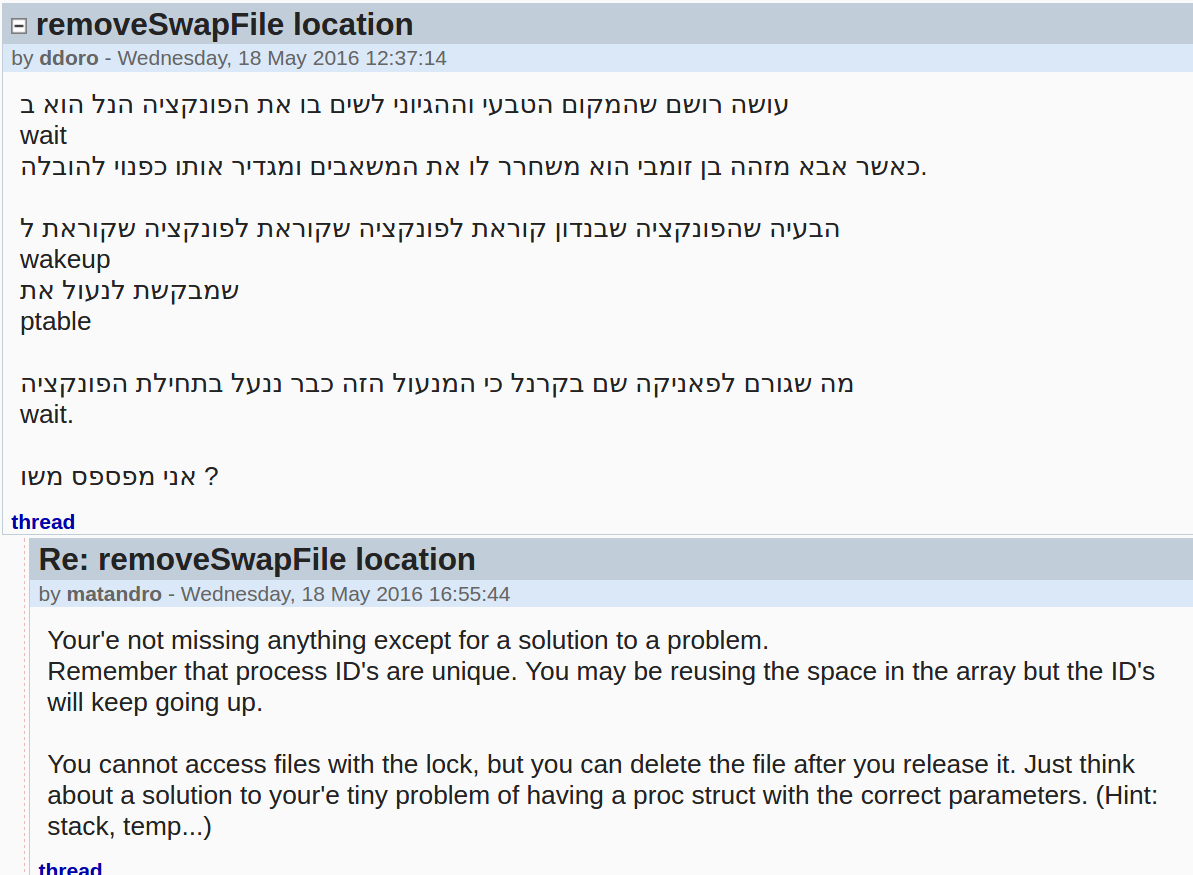 removeSwapFile location
by ddoro - Wednesday, 18 May 2016 12:37:14
עושה רושם שהמקום הטבעי וההגיוני לשים בו את הפונקציה הנל הוא ב
wait
כאשר אבא מזהה בן זומבי הוא משחרר לו את המשאבים ומגדיר אותו כפנוי להובלה.
הבעיה שהפונקציה שבנדון קוראת לפונקציה שקוראת לפונקציה שקוראת ל
wakeup
שמבקשת לנעול את
ptable
מה שגורם לפאניקה שם בקרנל כי המנעול הזה כבר ננעל בתחילת הפונקציה
wait.
אני מפספס משו ?
thread
Re: removeSwapFile location
by matandro - Wednesday, 18 May 2016 16:55:44
Your'e not missing anything except for a solution to a problem.
Remember that process ID's are unique. You may be reusing the space in the array but the ID's
will keep going up.
You cannot access files with the lock, but you can delete the file after you release it. Just think
about a solution to your'e tiny problem of having a proc struct with the correct parameters. (Hint:
stack, temp...)
thread